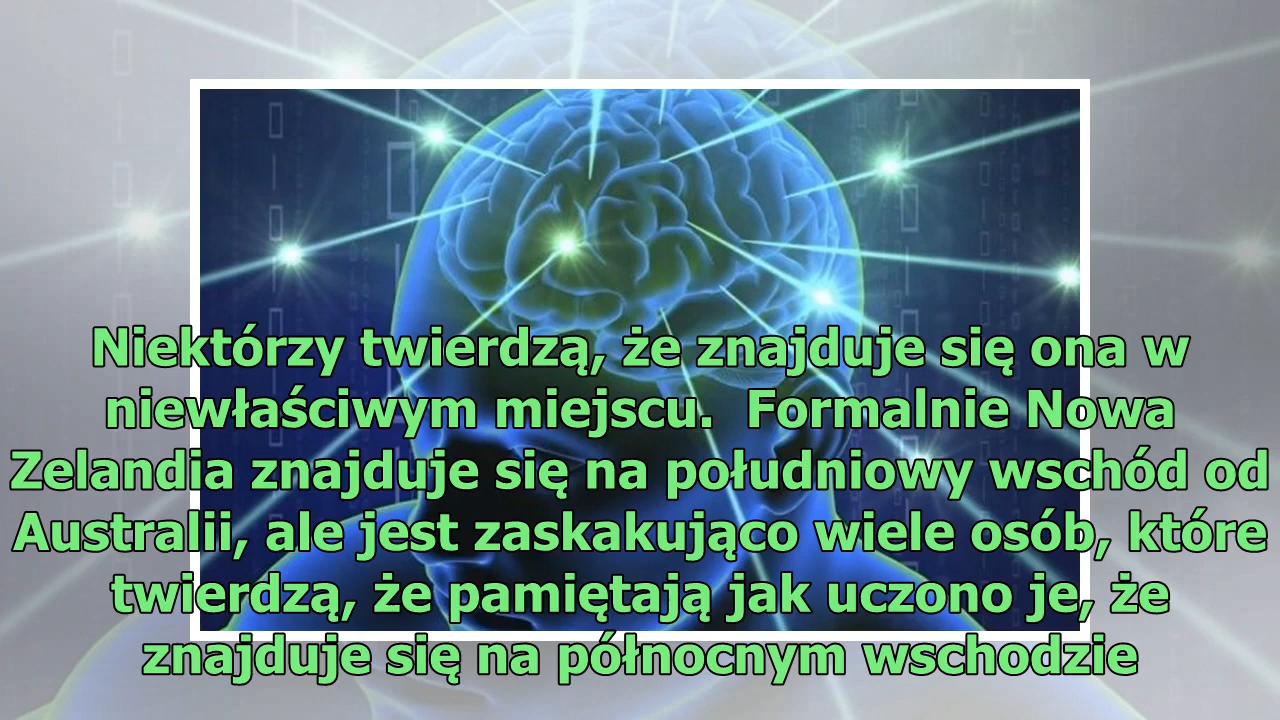 Niektórzy twierdzą, że znajduje się ona w
niewłaściwym miejscu.  Formalnie Nowa
Zelandia znajduje się na południowy wschód od
Australii, ale jest zaskakująco wiele osób, które
twierdzą, że pamiętają jak uczono je, że
znajduje się na północnym wschodzie